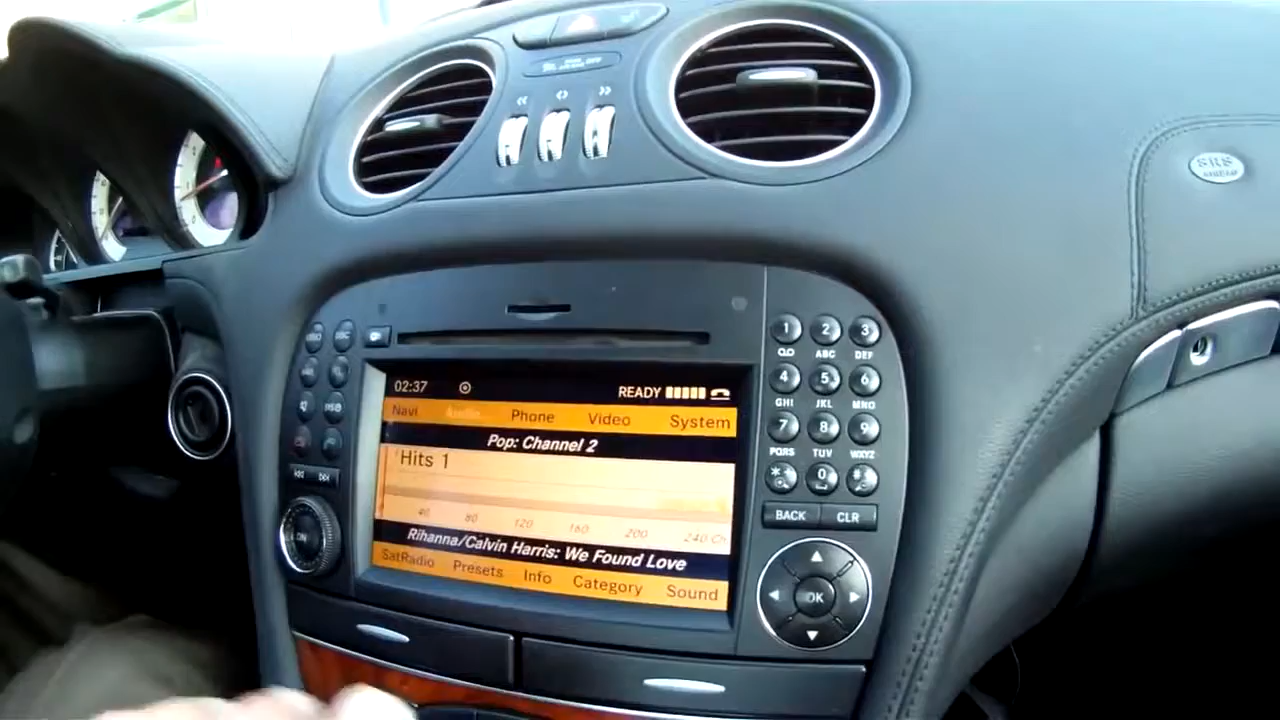 SRS
02:37 READY
Navi Audio Phone Video System
Pop: Channel 2
Hits 1
40 80 120 160 200 240 Ch
Rihanna/Calvin Harris: We Found Love
SatRadio Presets Info Category Sound
1 2 3
ABC DEF
4 5 6
GHI JKL MNO
7 8 9
PQRS TUV WXYZ
* 0 #
BACK CLR
OK
ON